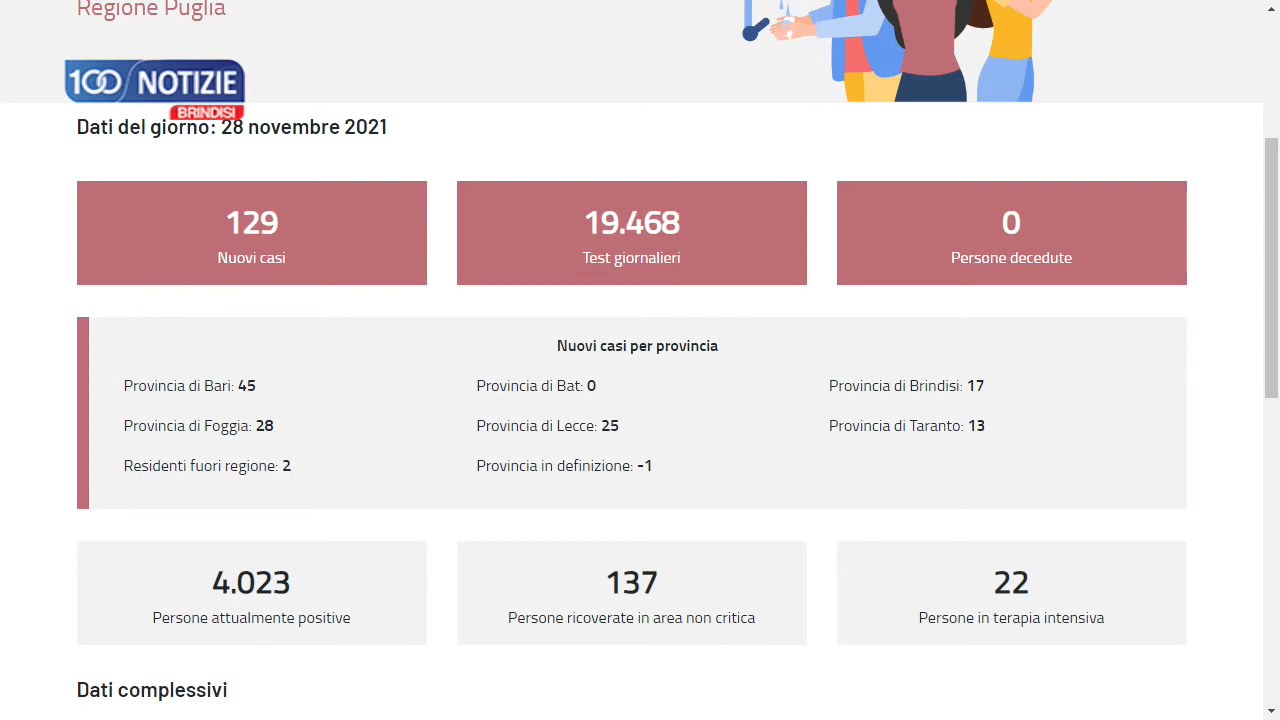 Regione Puglia
100 NOTIZIE
BRINDISI
Dati del giorno: 28 novembre 2021
129
Nuovi casi
19.468
Test giornalieri
0
Persone decedute
Nuovi casi per provincia
Provincia di Bari: 45
Provincia di Bat: 0
Provincia di Brindisi: 17
Provincia di Foggia: 28
Provincia di Lecce: 25
Provincia di Taranto: 13
Residenti fuori regione: 2
Provincia in definizione: -1
4.023
Persone attualmente positive
137
Persone ricoverate in area non critica
22
Persone in terapia intensiva
Dati complessivi